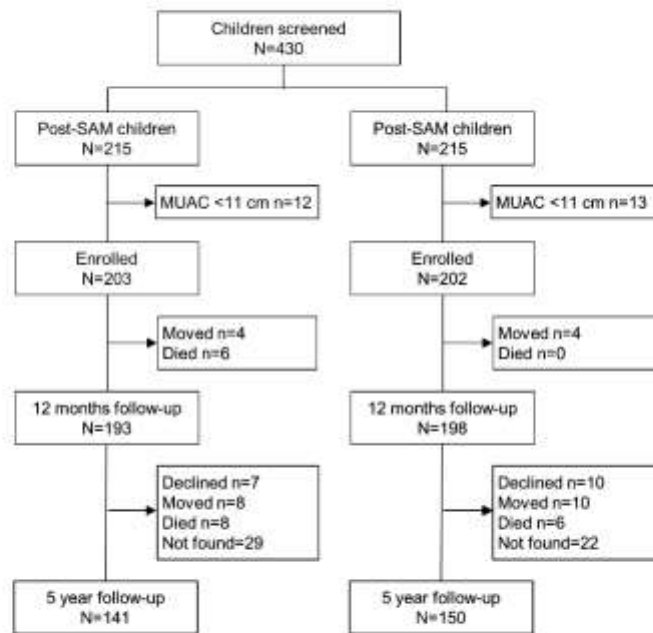 Children screened
N=430
Post-SAM children
N=215
Post-SAM children
N=215
MUAC <11 cm n=12
MUAC <11 cm n=13
Enrolled
N=203
Enrolled
N=202
Moved n=4
Died n=6
Moved n=4
Died n=0
12 months follow-up
N=193
12 months follow-up
N=198
Declined n=7
Moved n=8
Died n=8
Not found=29
Declined n=10
Moved n=10
Died n=6
Not found=22
5 year follow-up
N=141
5 year follow-up
N=150